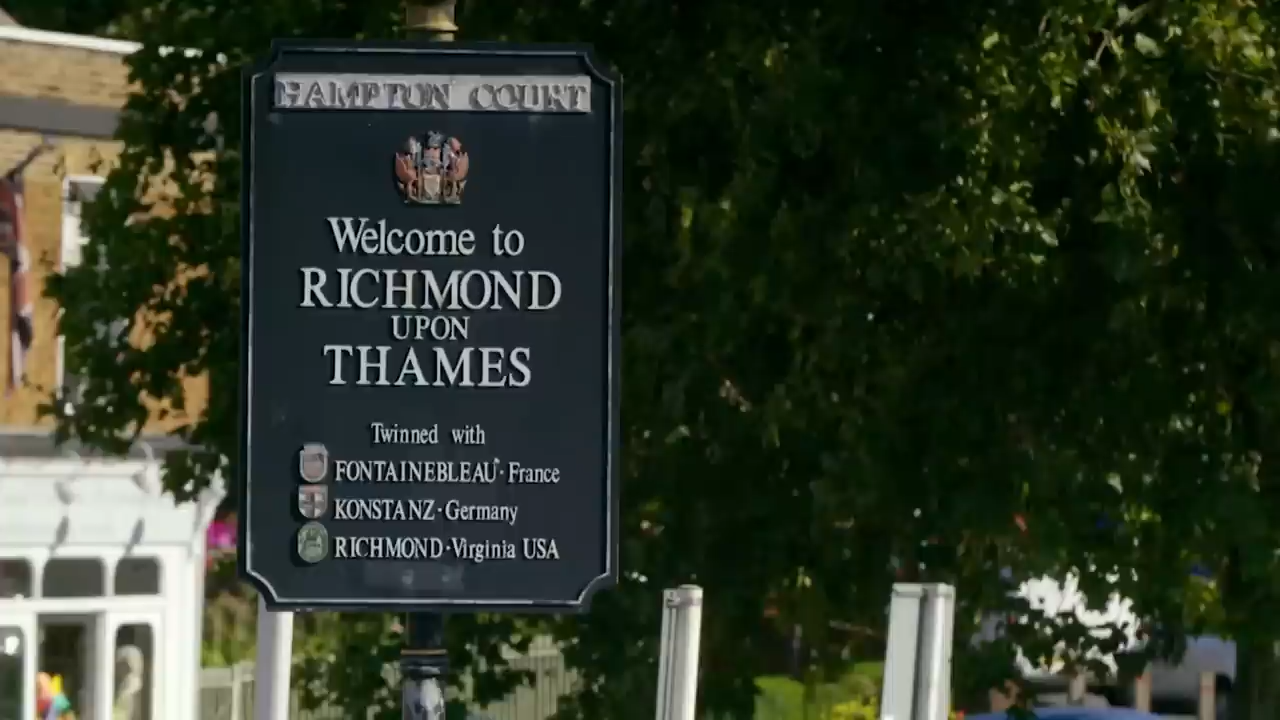 HAMPTON COURT
Welcome to
RICHMOND
UPON
THAMES
Twinned with
FONTAINEBLEAU · France
KONSTANZ · Germany
RICHMOND · Virginia USA